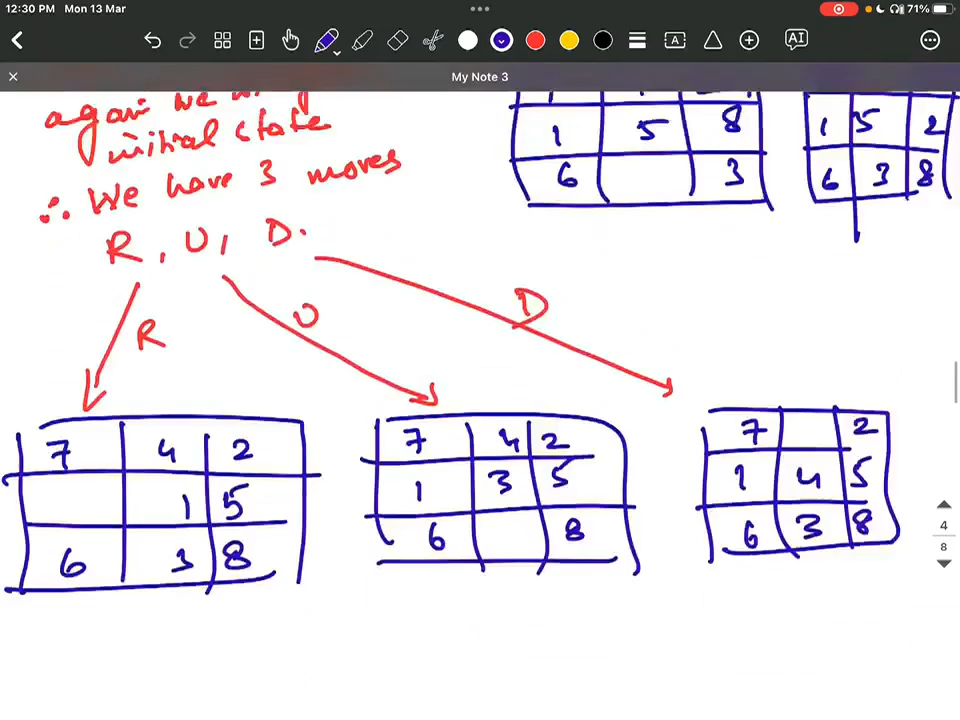 12:30 PM Mon 13 Mar
71%
A
AI
My Note 3
again we
initial state
∴ We have 3 moves
R, U, D.
R
U
D
1 5 8
6 3
1 5 2
6 3 8
7 4 2
1 5
6 3 8
7 4 2
1 3 5
6 8
7 2
1 4 5
6 3 8
4
8